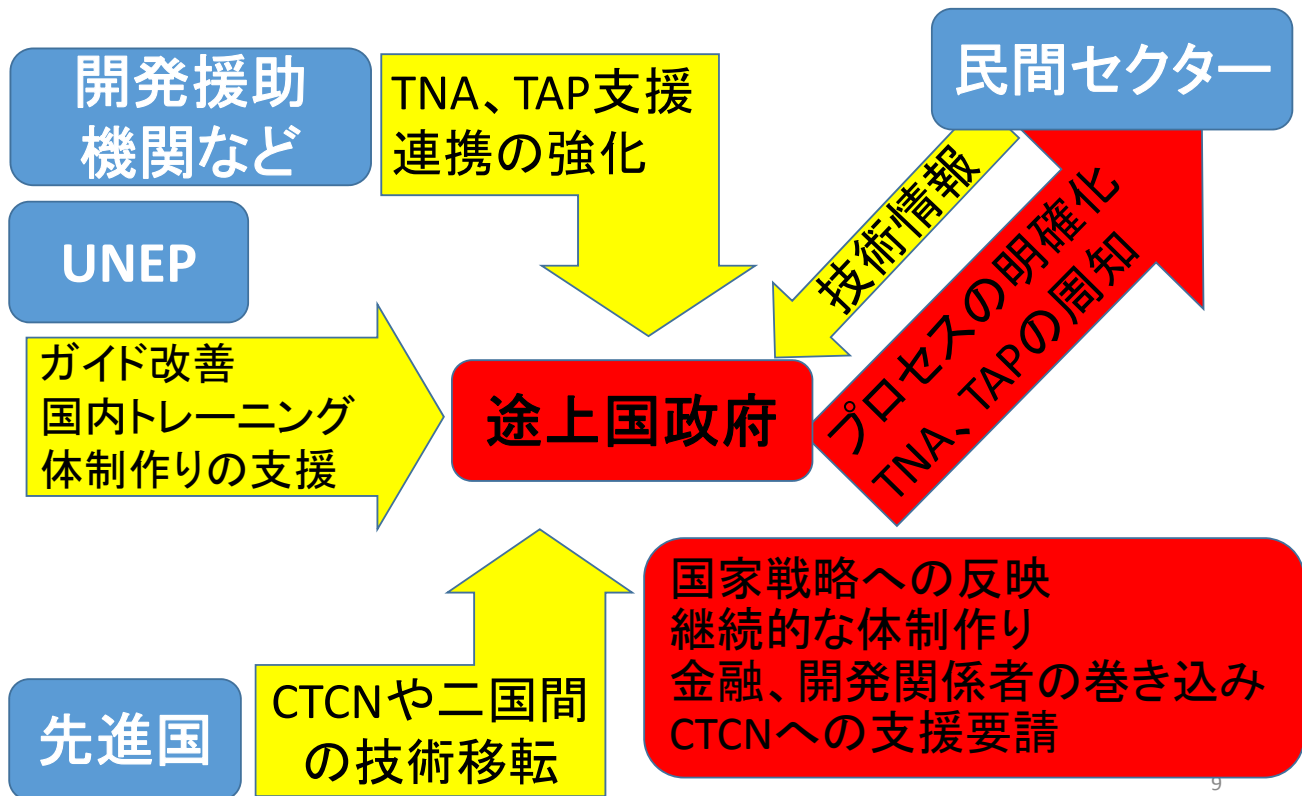 開発援助
機関など
TNA、TAP支援
連携の強化
民間セクター
UNEP
技術情報
プロセスの明確化
TNA、TAPの周知
ガイド改善
国内トレーニング
体制作りの支援
途上国政府
国家戦略への反映
継続的な体制作り
金融、開発関係者の巻き込み
CTCNへの支援要請
先進国
CTCNや二国間
の技術移転
9